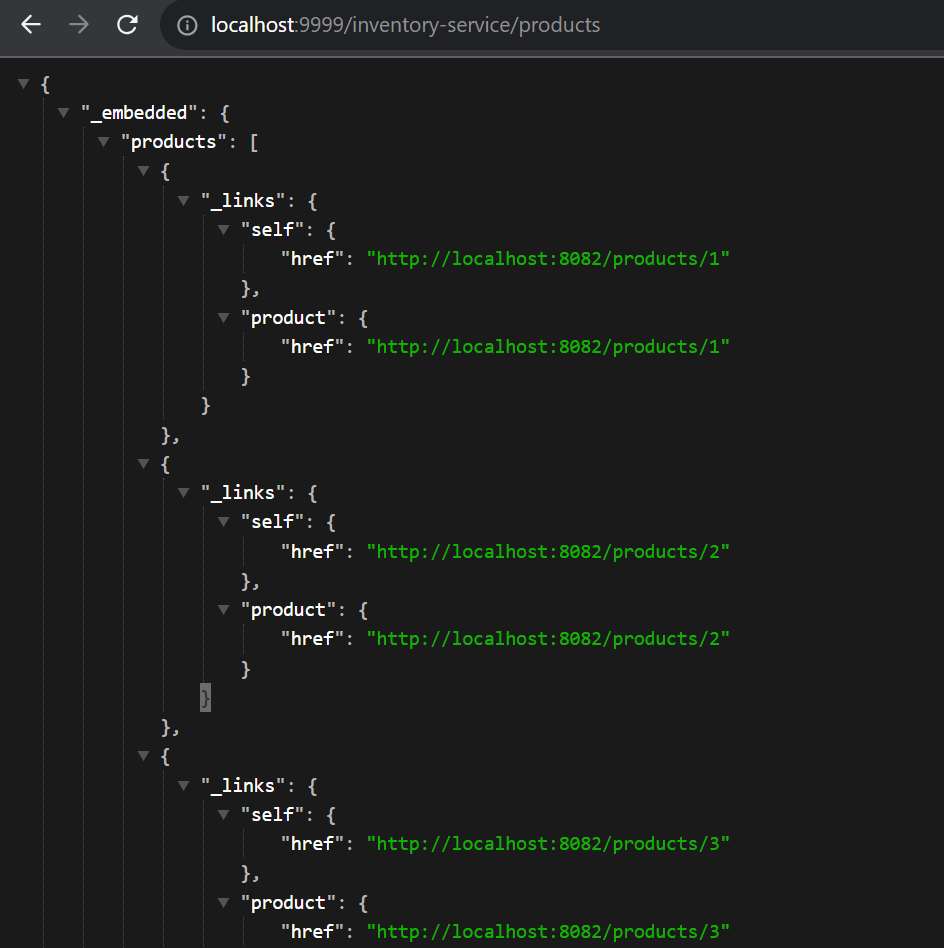 localhost:9999/inventory-service/products
{
"_embedded": {
"products": [
{
"_links": {
"self": {
"href": "http://localhost:8082/products/1"
},
"product": {
"href": "http://localhost:8082/products/1"
}
}
},
{
"_links": {
"self": {
"href": "http://localhost:8082/products/2"
},
"product": {
"href": "http://localhost:8082/products/2"
}
}
},
{
"_links": {
"self": {
"href": "http://localhost:8082/products/3"
},
"product": {
"href": "http://localhost:8082/products/3"